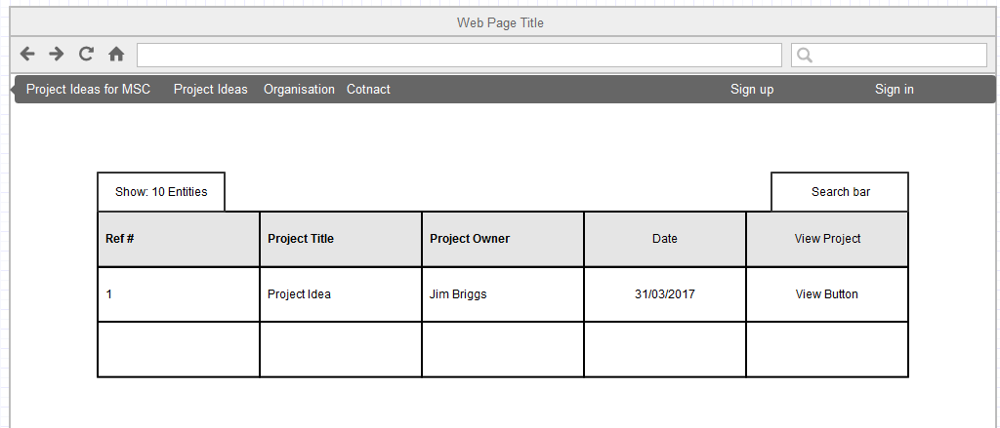 Web Page Title
Project Ideas for MSC Project Ideas Organisation Cotnact Sign up Sign in
Show: 10 Entities Search bar
Ref # Project Title Project Owner Date View Project
1 Project Idea Jim Briggs 31/03/2017 View Button